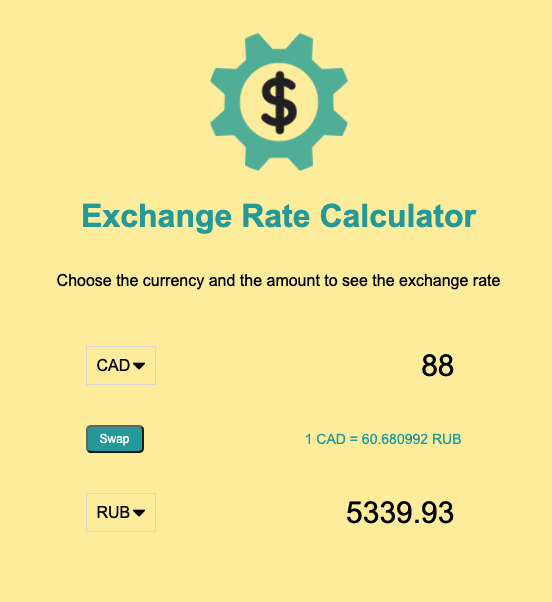 $
Exchange Rate Calculator
Choose the currency and the amount to see the exchange rate
CAD 88
Swap 1 CAD = 60.680992 RUB
RUB 5339.93